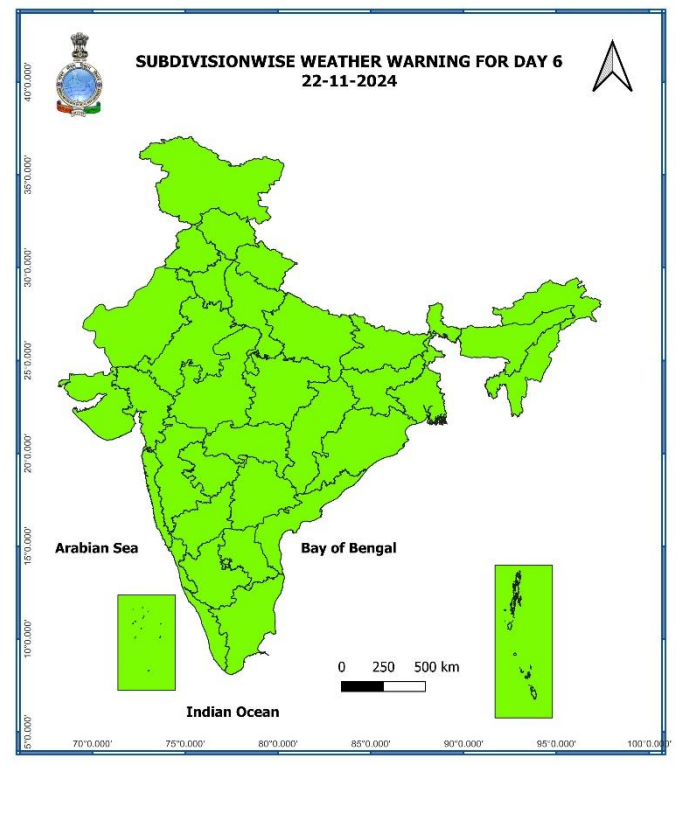 SUBDIVISIONWISE WEATHER WARNING FOR DAY 6
22-11-2024
40°0.000'
35°0.000'
30°0.000'
25°0.000'
20°0.000'
15°0.000'
10°0.000'
5°0.000'
Arabian Sea
Bay of Bengal
0 250 500 km
Indian Ocean
70°0.000' 75°0.000' 80°0.000' 85°0.000' 90°0.000' 95°0.000' 100°0.000'